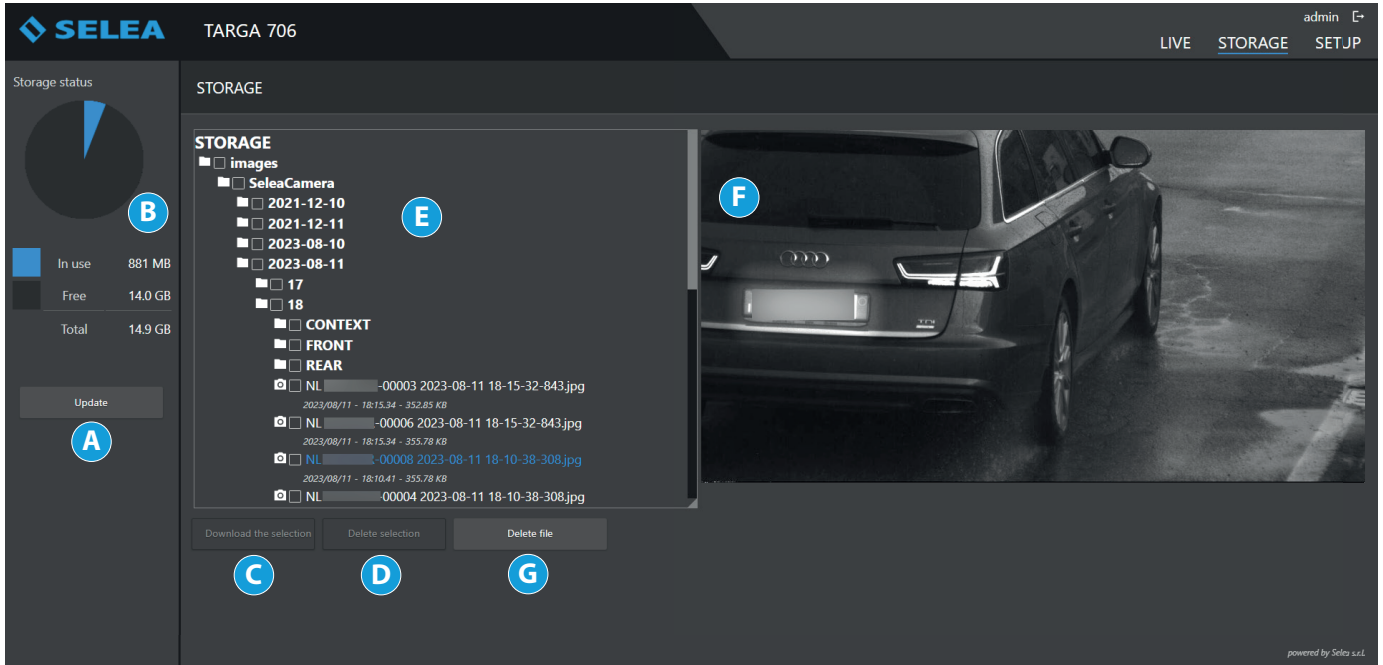 SELEA
TARGA 706
admin
LIVE STORAGE SETUP
Storage status
B
In use 881 MB
Free 14.0 GB
Total 14.9 GB
Update
A
STORAGE
STORAGE
images
SeleaCamera
2021-12-10
2021-12-11
2023-08-10
2023-08-11
17
18
CONTEXT
FRONT
REAR
NL -00003 2023-08-11 18-15-32-843.jpg
2023/08/11 - 18:15.34 - 352.85 KB
NL -00006 2023-08-11 18-15-32-843.jpg
2023/08/11 - 18:15.34 - 355.78 KB
NL -00008 2023-08-11 18-10-38-308.jpg
2023/08/11 - 18:10.41 - 355.78 KB
NL -00004 2023-08-11 18-10-38-308.jpg
E
F
TDI
Download the selection Delete selection Delete file
C D G
powered by Selea s.r.l.